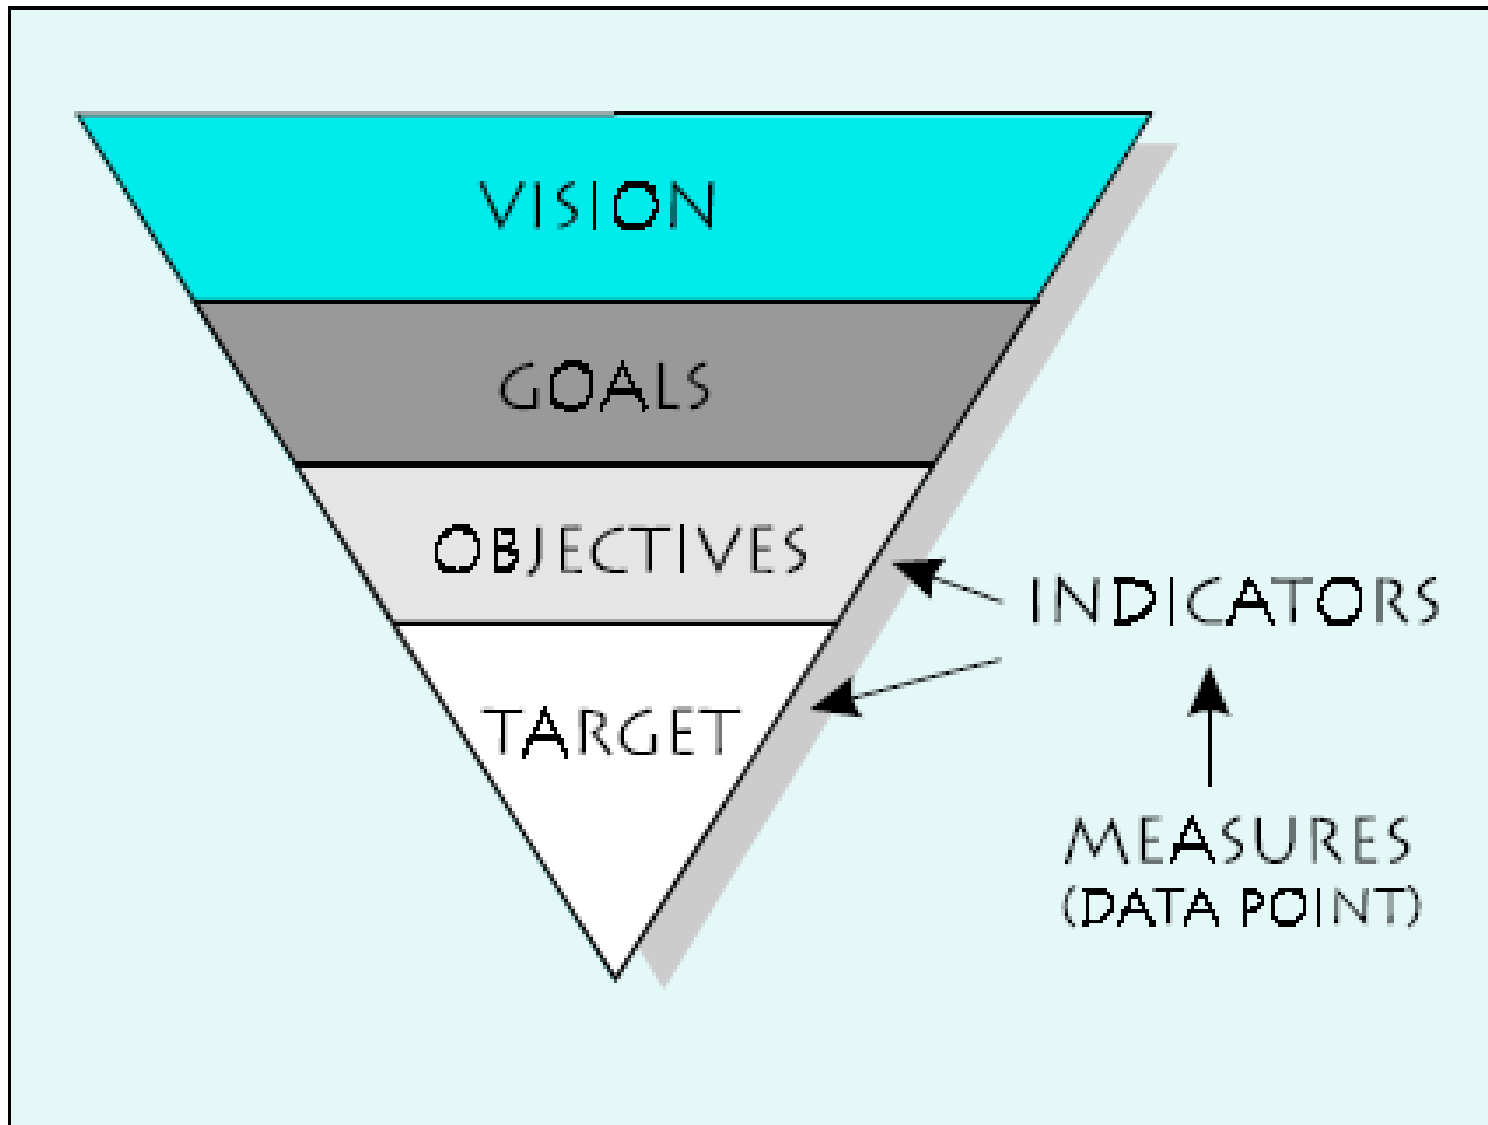 VISION
GOALS
OBJECTIVES
TARGET
INDICATORS
MEASURES
(DATA POINT)